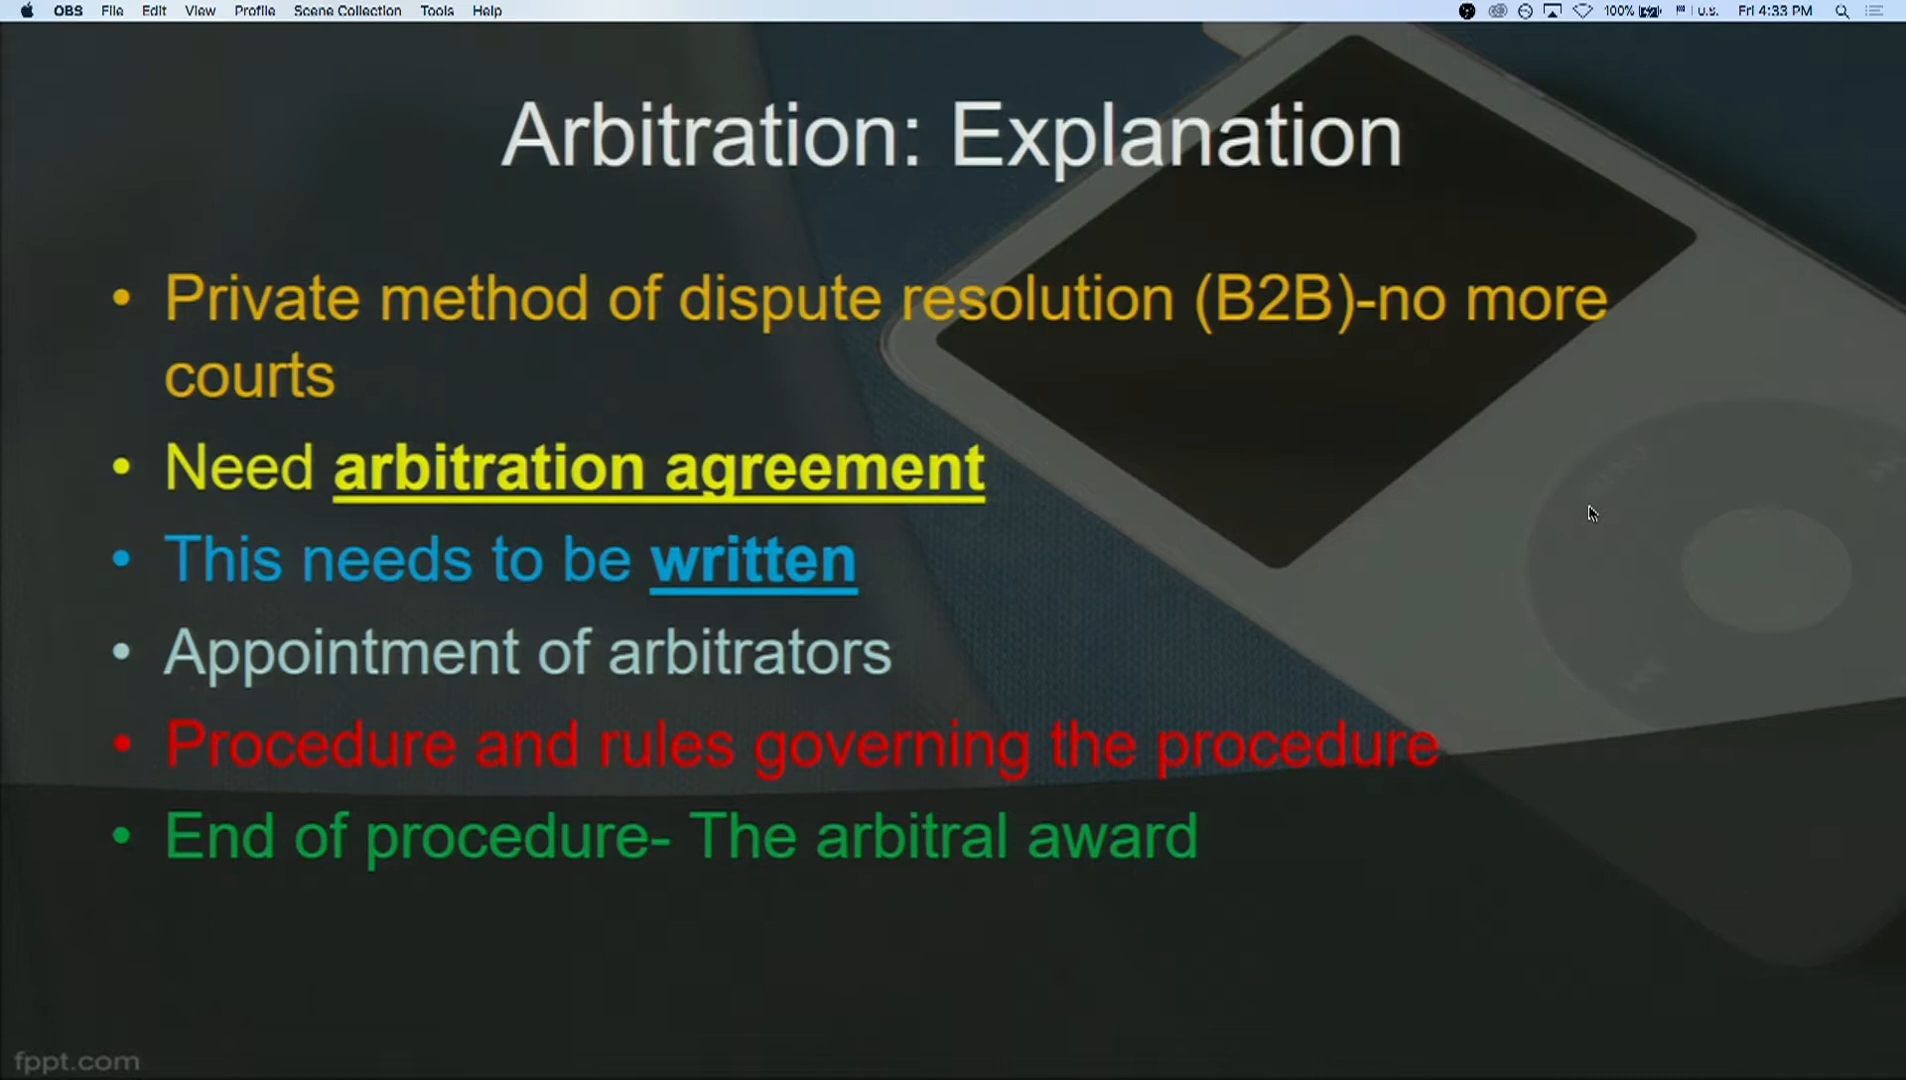 OBS File Edit View Profile Scene Collection Tools Help 100% U.S. Fri 4:33 PM
Arbitration: Explanation
• Private method of dispute resolution (B2B)-no more
courts
• Need arbitration agreement
• This needs to be written
• Appointment of arbitrators
• Procedure and rules governing the procedure
• End of procedure- The arbitral award
fppt.com